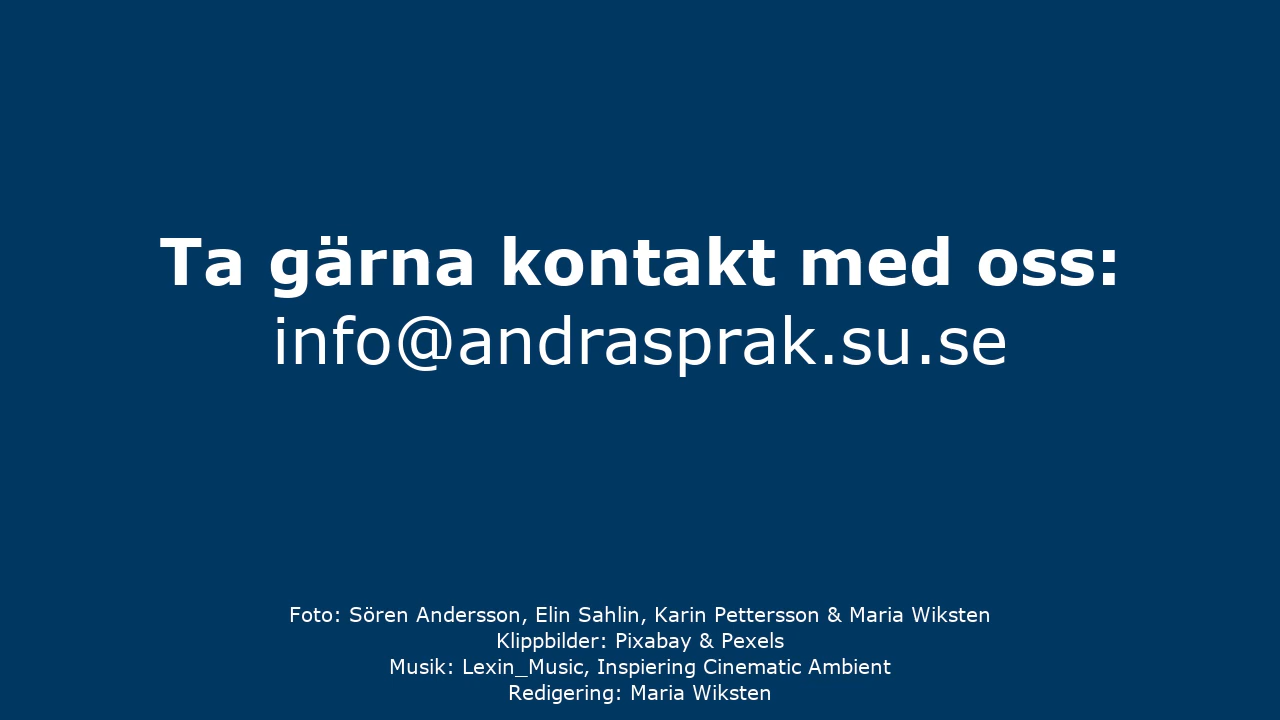 Ta gärna kontakt med oss:
info@andrasprak.su.se
Foto: Sören Andersson, Elin Sahlin, Karin Pettersson & Maria Wiksten
Klippbilder: Pixabay & Pexels
Musik: Lexin_Music, Inspiering Cinematic Ambient
Redigering: Maria Wiksten